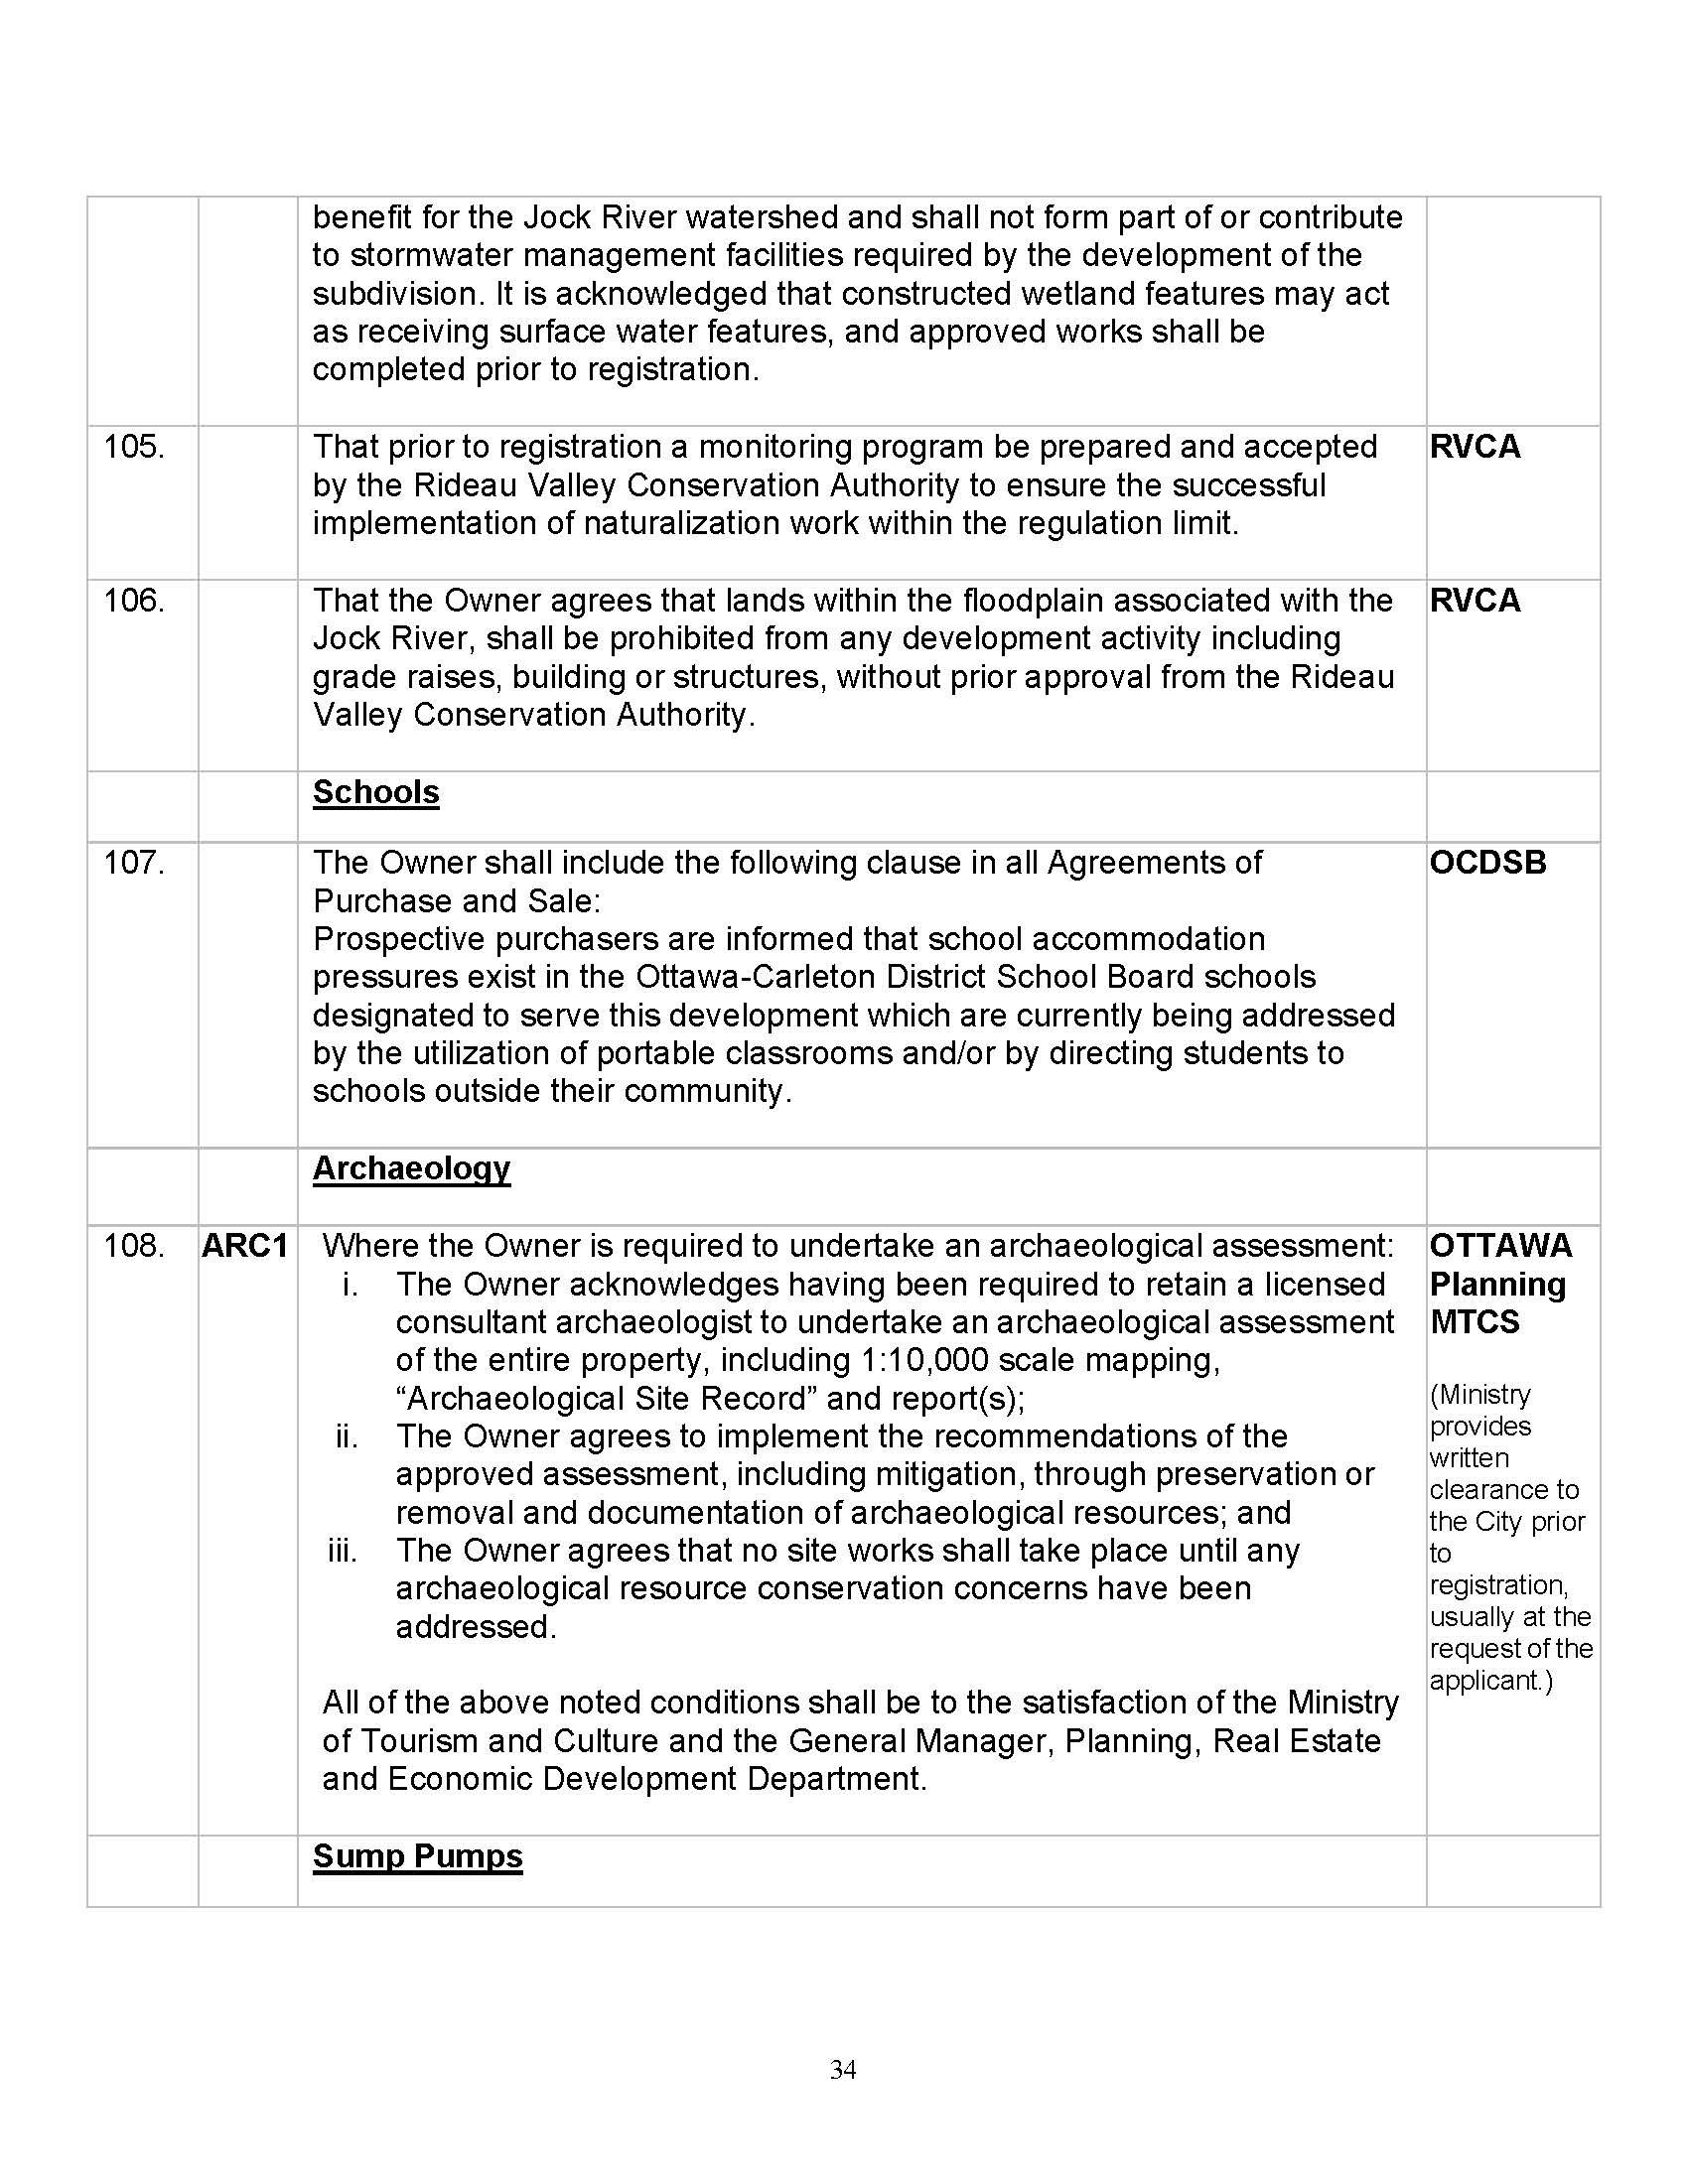 benefit for the Jock River watershed and shall not form part of or contribute
to stormwater management facilities required by the development of the
subdivision. It is acknowledged that constructed wetland features may act
as receiving surface water features, and approved works shall be
completed prior to registration.
105.
That prior to registration a monitoring program be prepared and accepted
by the Rideau Valley Conservation Authority to ensure the successful
implementation of naturalization work within the regulation limit.
RVCA
106.
That the Owner agrees that lands within the floodplain associated with the
Jock River, shall be prohibited from any development activity including
grade raises, building or structures, without prior approval from the Rideau
Valley Conservation Authority.
RVCA
Schools
107.
The Owner shall include the following clause in all Agreements of
Purchase and Sale:
Prospective purchasers are informed that school accommodation
pressures exist in the Ottawa-Carleton District School Board schools
designated to serve this development which are currently being addressed
by the utilization of portable classrooms and/or by directing students to
schools outside their community.
OCDSB
Archaeology
108.
ARC1
Where the Owner is required to undertake an archaeological assessment:
i. The Owner acknowledges having been required to retain a licensed
consultant archaeologist to undertake an archaeological assessment
of the entire property, including 1:10,000 scale mapping,
“Archaeological Site Record” and report(s);
ii. The Owner agrees to implement the recommendations of the
approved assessment, including mitigation, through preservation or
removal and documentation of archaeological resources; and
iii. The Owner agrees that no site works shall take place until any
archaeological resource conservation concerns have been
addressed.
All of the above noted conditions shall be to the satisfaction of the Ministry
of Tourism and Culture and the General Manager, Planning, Real Estate
and Economic Development Department.
OTTAWA
Planning
MTCS
(Ministry
provides
written
clearance to
the City prior
to
registration,
usually at the
request of the
applicant.)
Sump Pumps
34